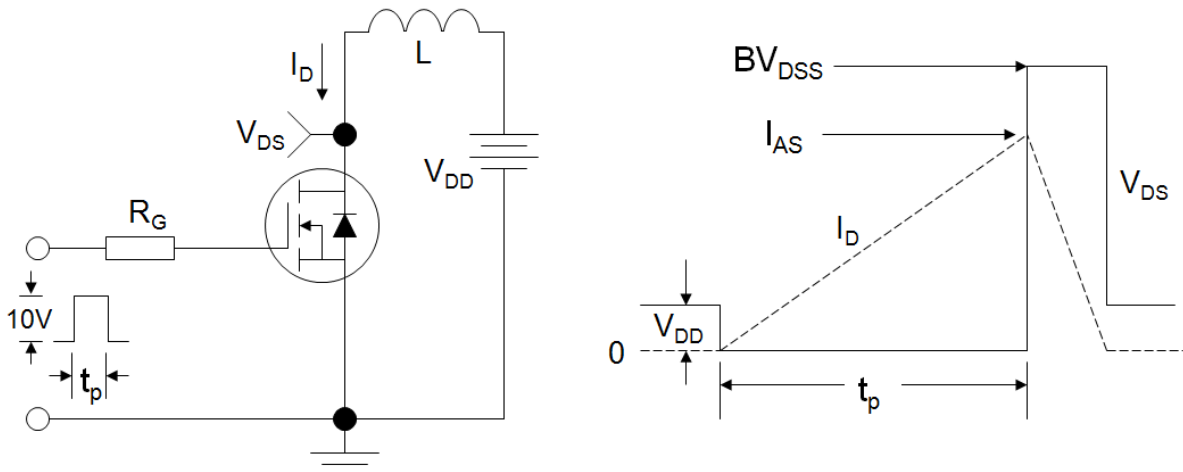 L
I_D
V_DS
V_DD
R_G
10V
t_p
BV_DSS
I_AS
V_DS
I_D
V_DD
0
t_p